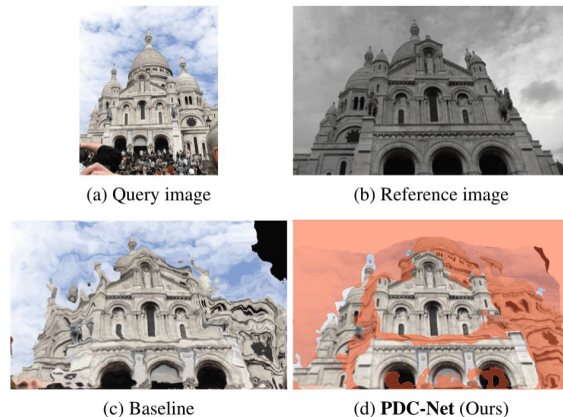 (a) Query image
(b) Reference image
(c) Baseline
(d) PDC-Net (Ours)